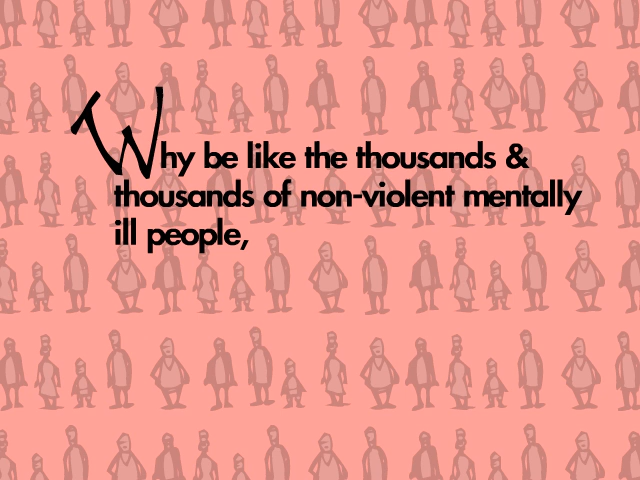 Why be like the thousands &
thousands of non-violent mentally
ill people,